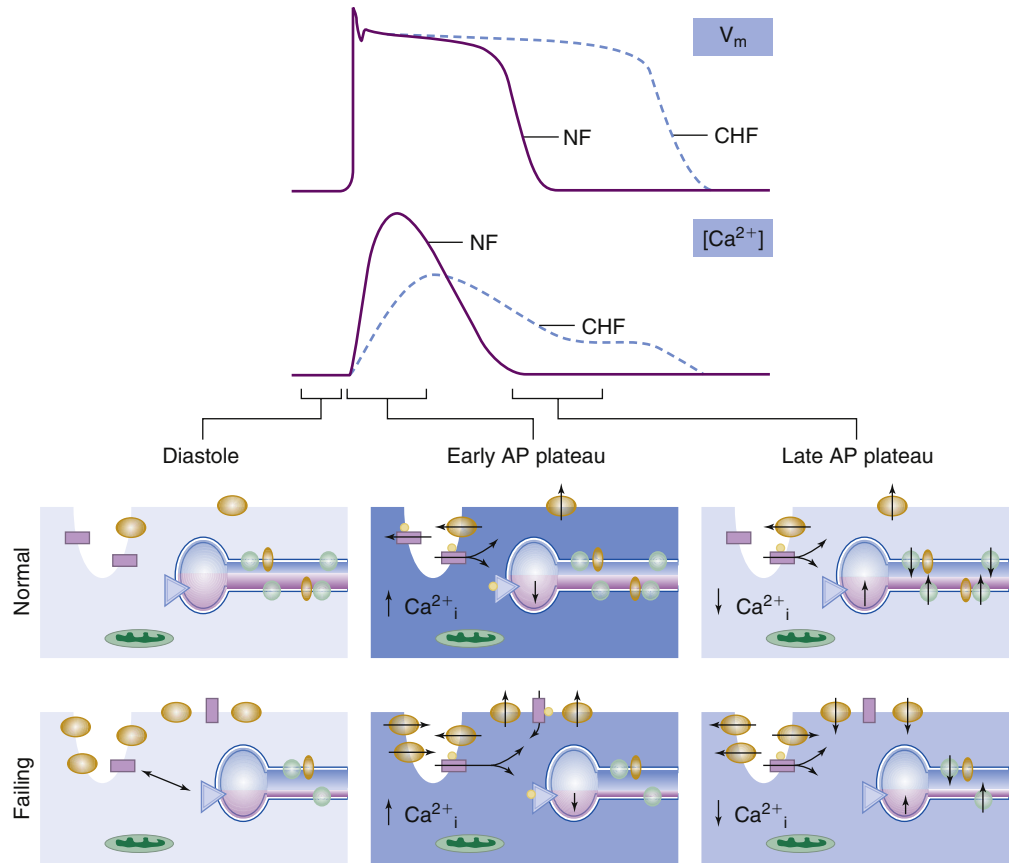 Vm
NF
CHF
[Ca2+]
NF
CHF
Diastole
Early AP plateau
Late AP plateau
Normal
↑ Ca2+i
↓ Ca2+i
Failing
↑ Ca2+i
↓ Ca2+i